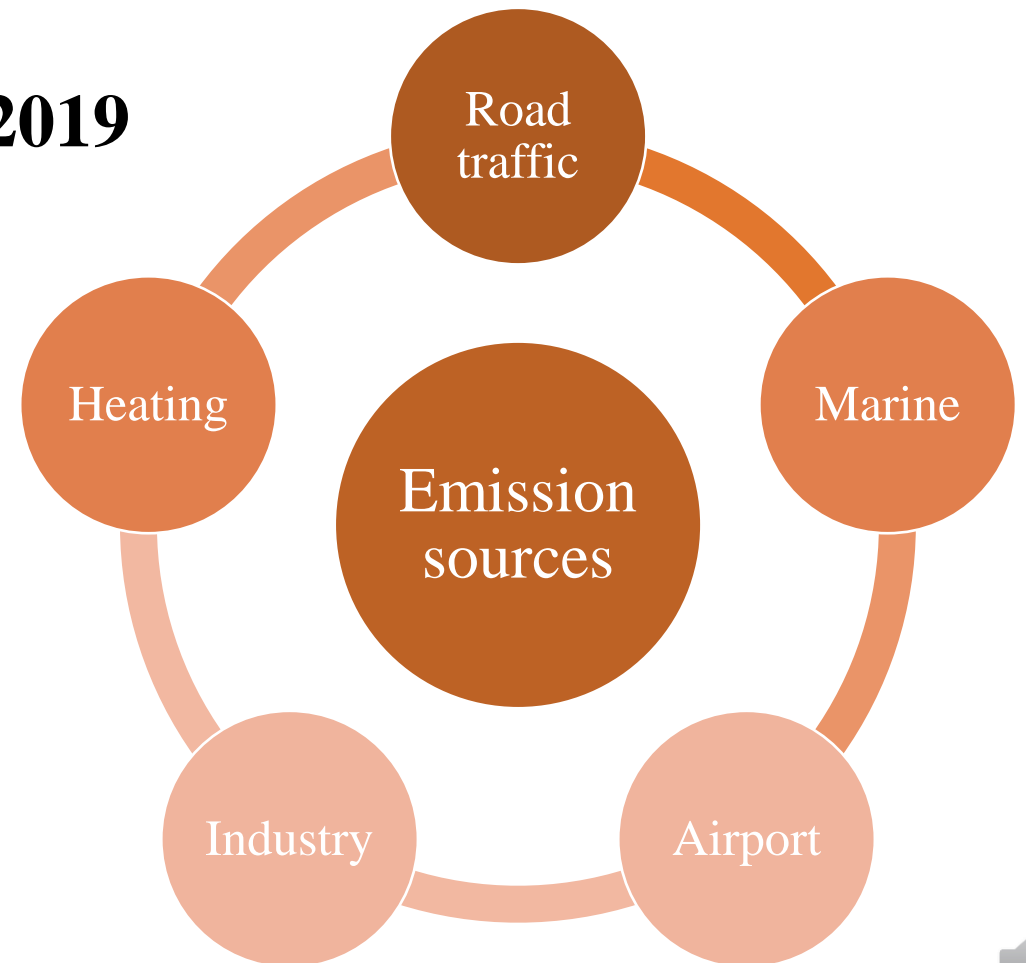 2019
Road
traffic
Heating
Marine
Emission
sources
Industry
Airport